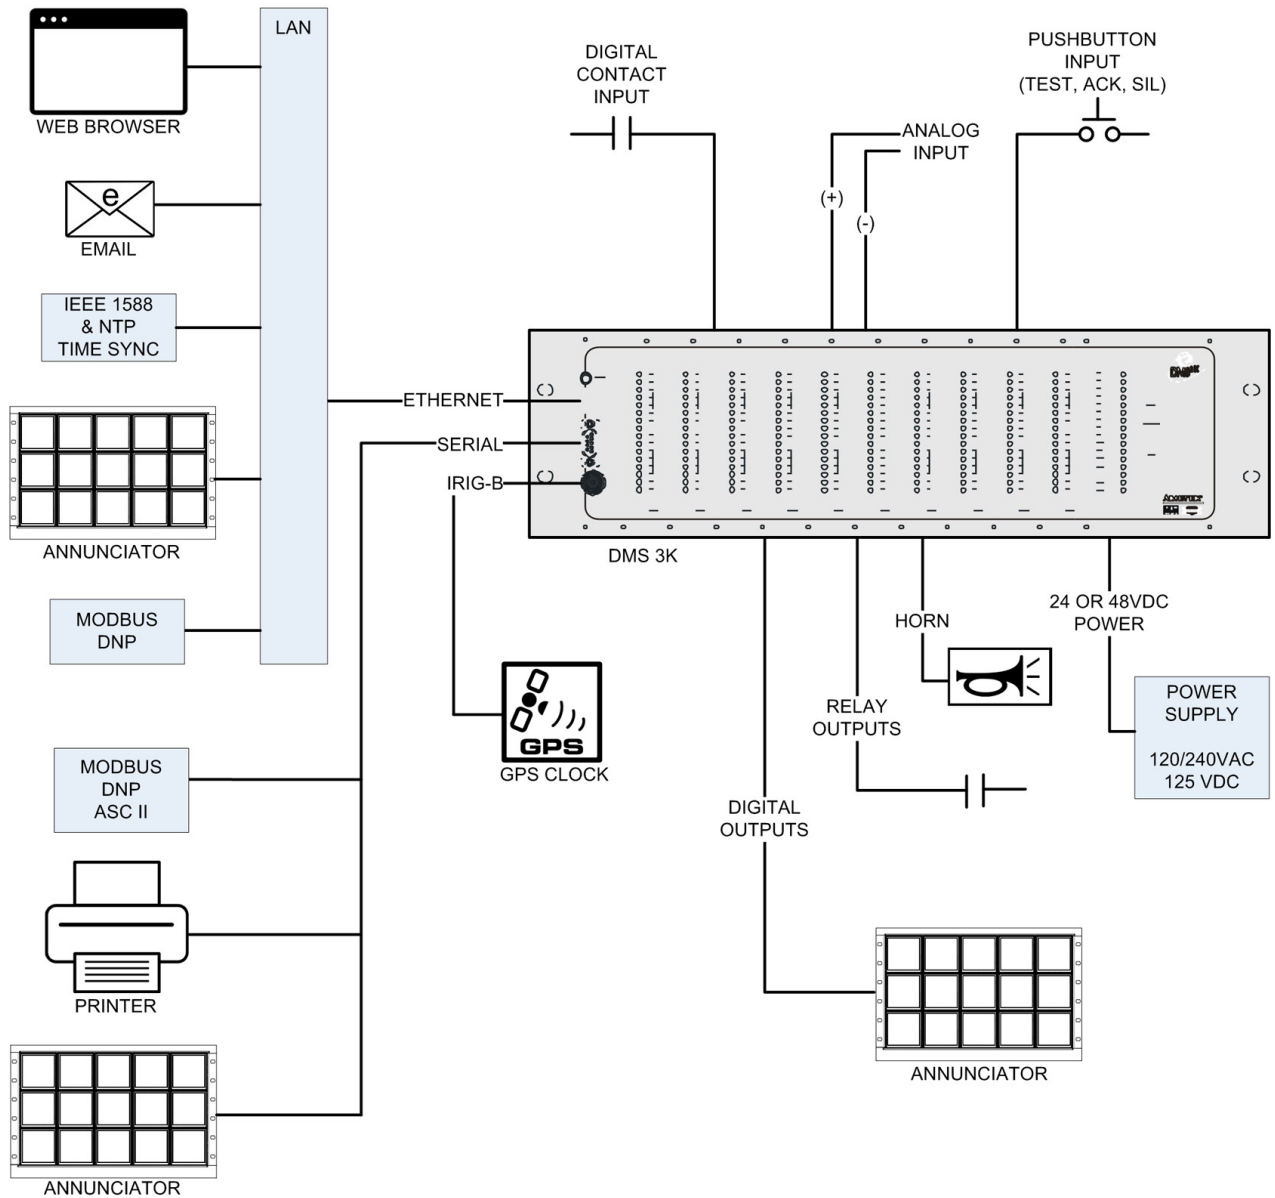 LAN
WEB BROWSER
e
EMAIL
IEEE 1588
& NTP
TIME SYNC
ANNUNCIATOR
MODBUS
DNP
MODBUS
DNP
ASC II
PRINTER
ANNUNCIATOR
DIGITAL
CONTACT
INPUT
ANALOG
INPUT
(+)
(-)
PUSHBUTTON
INPUT
(TEST, ACK, SIL)
ETHERNET
SERIAL
IRIG-B
DMS 3K
GPS
GPS CLOCK
HORN
RELAY
OUTPUTS
DIGITAL
OUTPUTS
24 OR 48VDC
POWER
POWER
SUPPLY
120/240VAC
125 VDC
ANNUNCIATOR